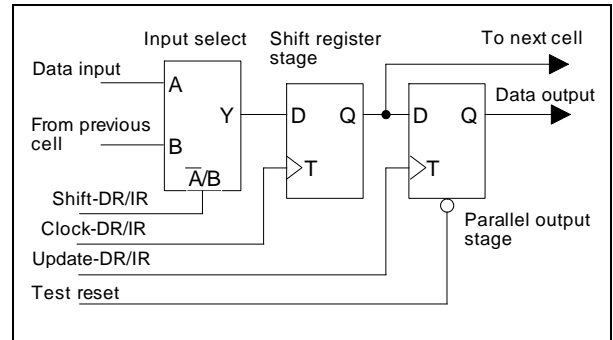 Input select
Shift register
stage
To next cell
Data input
A
Data output
Y
D
Q
D
Q
From previous
cell
B
T
T
A/B
Shift-DR/IR
Clock-DR/IR
Parallel output
stage
Update-DR/IR
Test reset